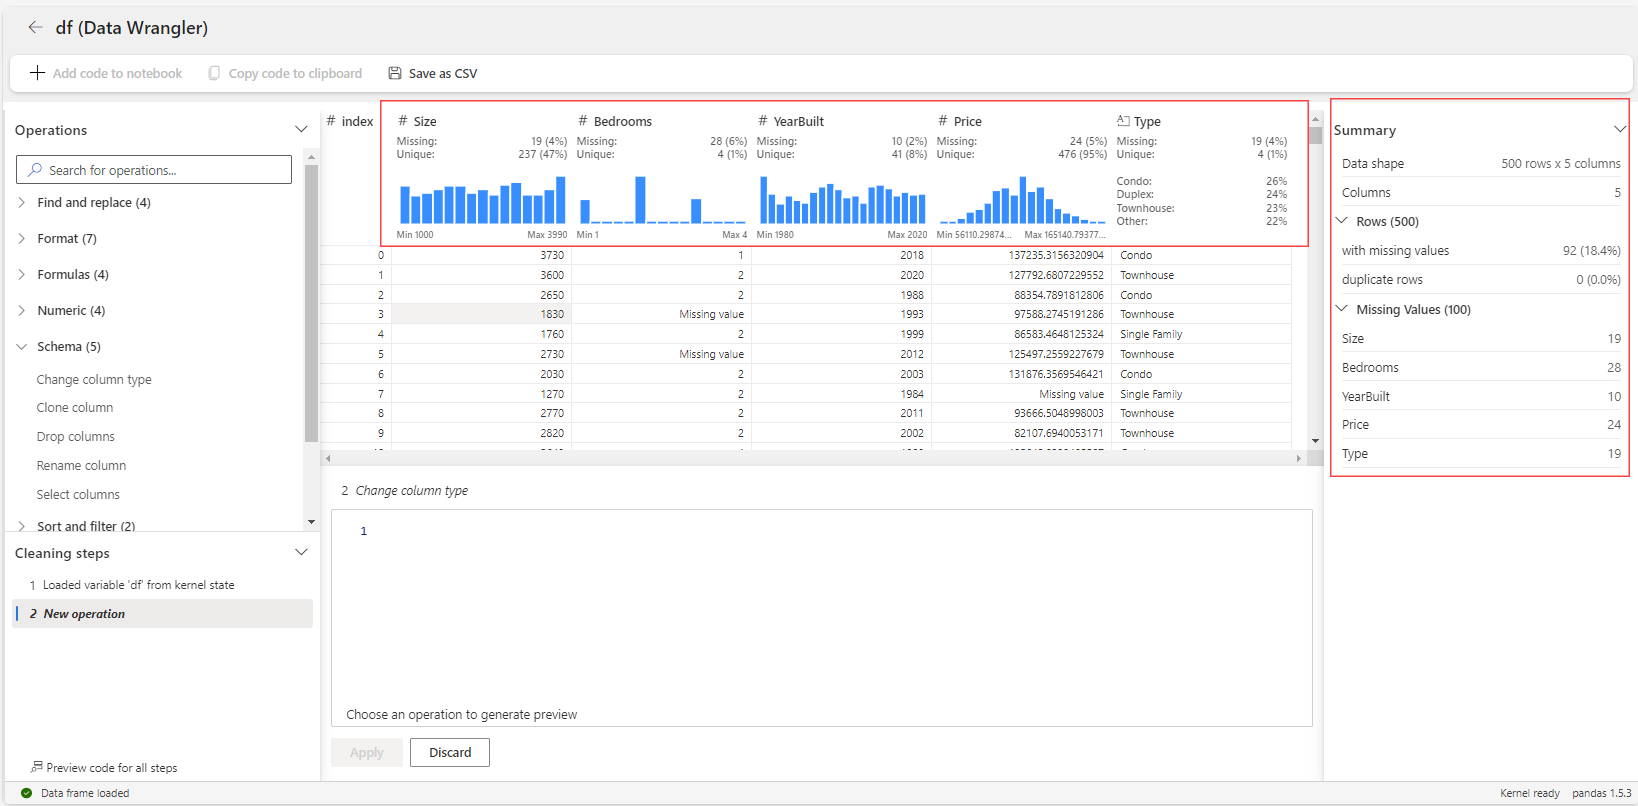 df (Data Wrangler)
Add code to notebook Copy code to clipboard Save as CSV
Operations
Search for operations...
Find and replace (4)
Format (7)
Formulas (4)
Numeric (4)
Schema (5)
Change column type
Clone column
Drop columns
Rename column
Select columns
Sort and filter (2)
Cleaning steps
1 Loaded variable 'df' from kernel state
2 New operation
Preview code for all steps
# index # Size # Bedrooms # YearBuilt # Price Type
Missing: 19 (4%) Missing: 28 (6%) Missing: 10 (2%) Missing: 24 (5%) Missing: 19 (4%)
Unique: 237 (47%) Unique: 4 (1%) Unique: 41 (8%) Unique: 476 (95%) Unique: 4 (1%)
Condo: 26%
Duplex: 24%
Townhouse: 23%
Other: 22%
Min 1000 Max 3990 Min 1 Max 4 Min 1980 Max 2020 Min 56110.29874... Max 165140.79377...
0 3730 1 2018 137235.3156320904 Condo
1 3600 2 2020 127792.6807229552 Townhouse
2 2650 2 1988 88354.7891812806 Condo
3 1830 Missing value 1993 97588.2745191286 Townhouse
4 1760 2 1999 86583.4648125324 Single Family
5 2730 Missing value 2012 125497.2559227679 Townhouse
6 2030 2 2003 131876.3569546421 Condo
7 1270 2 1984 Missing value Single Family
8 2770 2 2011 93666.5048998003 Townhouse
9 2820 2 2002 82107.6940053171 Townhouse
2 Change column type
1
Choose an operation to generate preview
Apply Discard
Summary
Data shape 500 rows x 5 columns
Columns 5
Rows (500)
with missing values 92 (18.4%)
duplicate rows 0 (0.0%)
Missing Values (100)
Size 19
Bedrooms 28
YearBuilt 10
Price 24
Type 19
Data frame loaded Kernel ready pandas 1.5.3